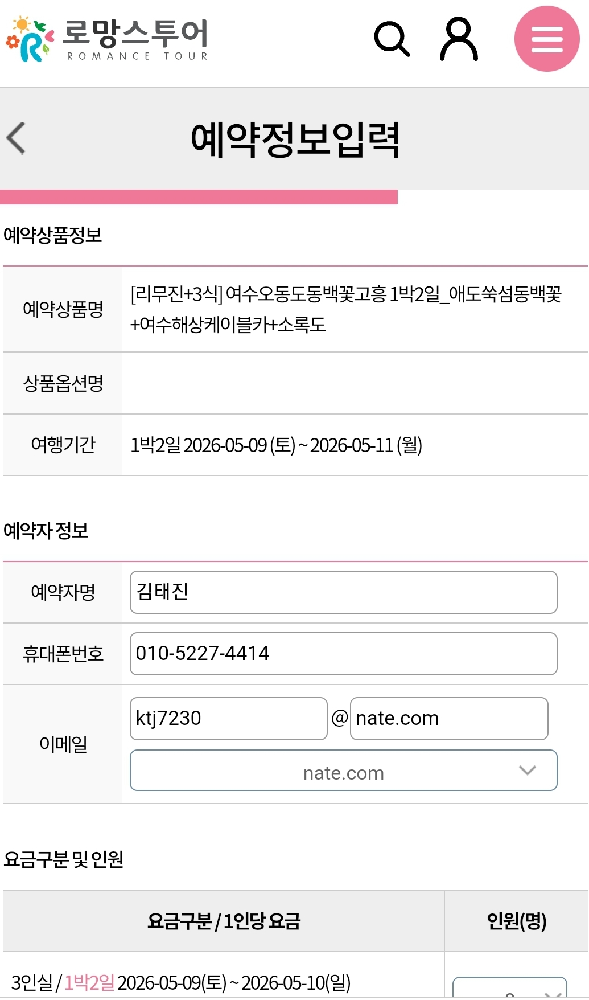 로망스투어
ROMANCE TOUR
예약정보입력
예약상품정보
예약상품명
[리무진+3식] 여수오동도동백꽃고흥 1박2일_애도쑥섬동백꽃
+여수해상케이블카+소록도
상품옵션명
여행기간
1박2일 2026-05-09 (토) ~ 2026-05-11 (월)
예약자 정보
예약자명
김태진
휴대폰번호
010-5227-4414
이메일
ktj7230 @ nate.com
nate.com
요금구분 및 인원
요금구분 / 1인당 요금 인원(명)
3인실 / 1박2일 2026-05-09(토) ~ 2026-05-10(일)